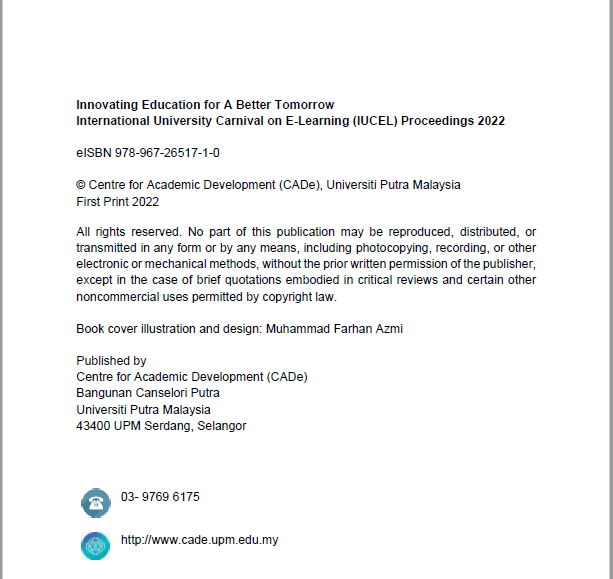 Innovating Education for A Better Tomorrow
International University Carnival on E-Learning (IUCEL) Proceedings 2022
eISBN 978-967-26517-1-0
© Centre for Academic Development (CADe), Universiti Putra Malaysia
First Print 2022
All rights reserved. No part of this publication may be reproduced, distributed, or
transmitted in any form or by any means, including photocopying, recording, or other
electronic or mechanical methods, without the prior written permission of the publisher,
except in the case of brief quotations embodied in critical reviews and certain other
noncommercial uses permitted by copyright law.
Book cover illustration and design: Muhammad Farhan Azmi
Published by
Centre for Academic Development (CADe)
Bangunan Canselori Putra
Universiti Putra Malaysia
43400 UPM Serdang, Selangor
03- 9769 6175
http://www.cade.upm.edu.my